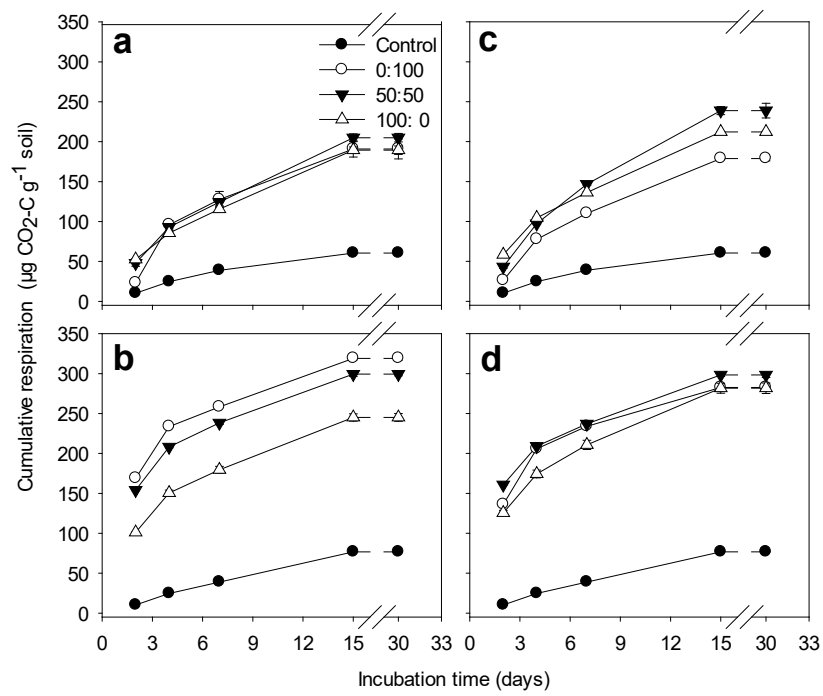 a
c
Control
0:100
50:50
100: 0
350
300
250
200
150
100
50
0
b
d
350
300
250
200
150
100
50
0
Cumulative respiration (µg CO₂-C g⁻¹ soil)
0 3 6 9 12 15 30 33 0 3 6 9 12 15 30 33
Incubation time (days)